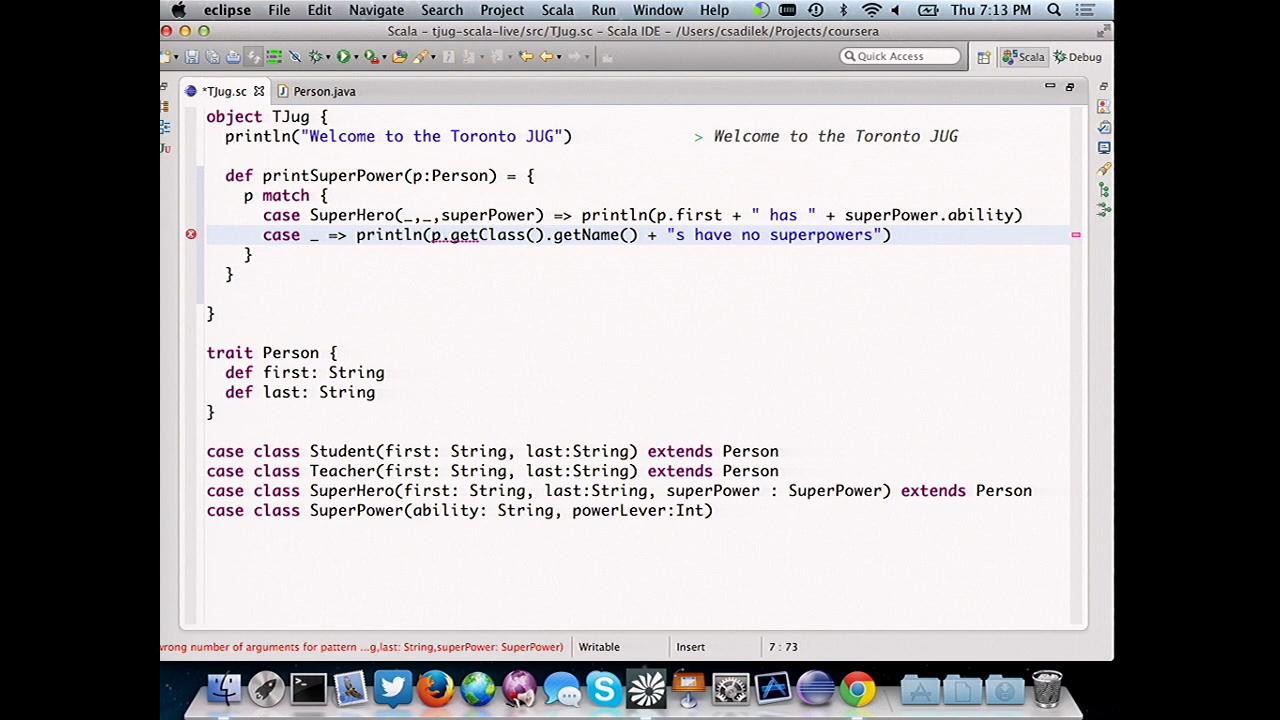 eclipse File Edit Navigate Search Project Scala Run Window Help Thu 7:13 PM
Scala - tjug-scala-live/src/TJug.sc - Scala IDE - /Users/csadilek/Projects/coursera
Quick Access Scala Debug
*TJug.sc Person.java
object TJug {
println("Welcome to the Toronto JUG") > Welcome to the Toronto JUG
def printSuperPower(p:Person) = {
p match {
case SuperHero(_,_,superPower) => println(p.first + " has " + superPower.ability)
case _ => println(p.getClass().getName() + "s have no superpowers")
}
}
}
trait Person {
def first: String
def last: String
}
case class Student(first: String, last:String) extends Person
case class Teacher(first: String, last:String) extends Person
case class SuperHero(first: String, last:String, superPower : SuperPower) extends Person
case class SuperPower(ability: String, powerLever:Int)
wrong number of arguments for pattern ...g,last: String,superPower: SuperPower) Writable Insert 7 : 73